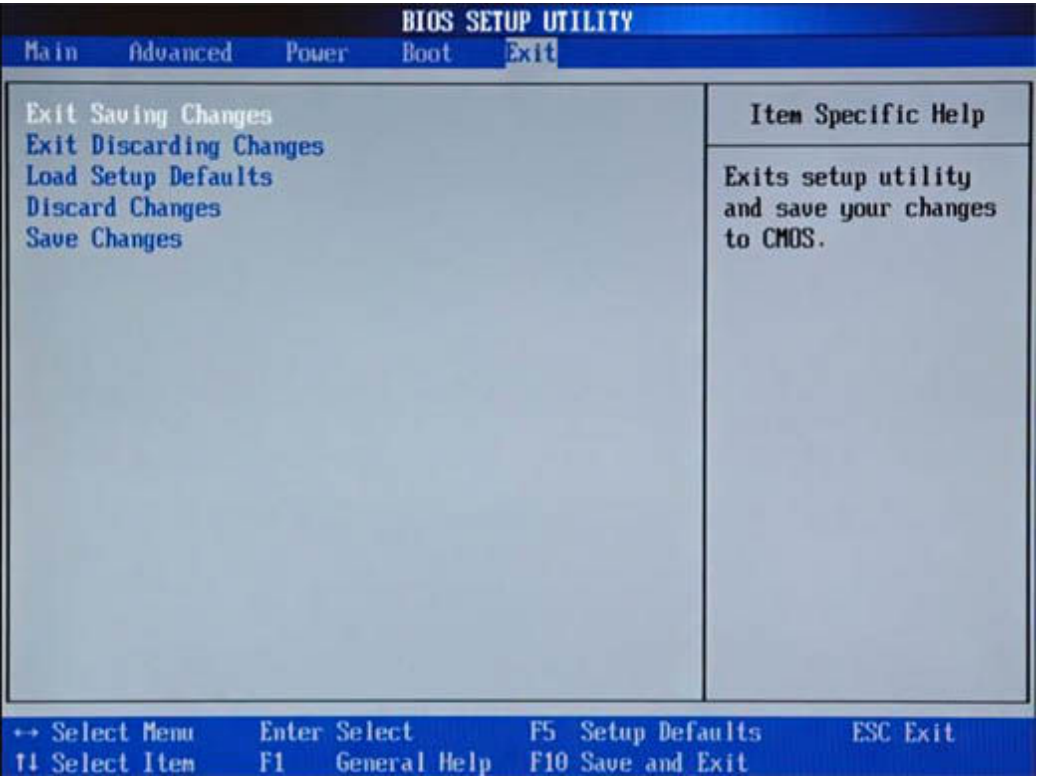 BIOS SETUP UTILITY
Main Advanced Power Boot Exit
Exit Saving Changes
Exit Discarding Changes
Load Setup Defaults
Discard Changes
Save Changes
Item Specific Help
Exits setup utility
and save your changes
to CMOS.
↔ Select Menu Enter Select F5 Setup Defaults ESC Exit
↑↓ Select Item F1 General Help F10 Save and Exit